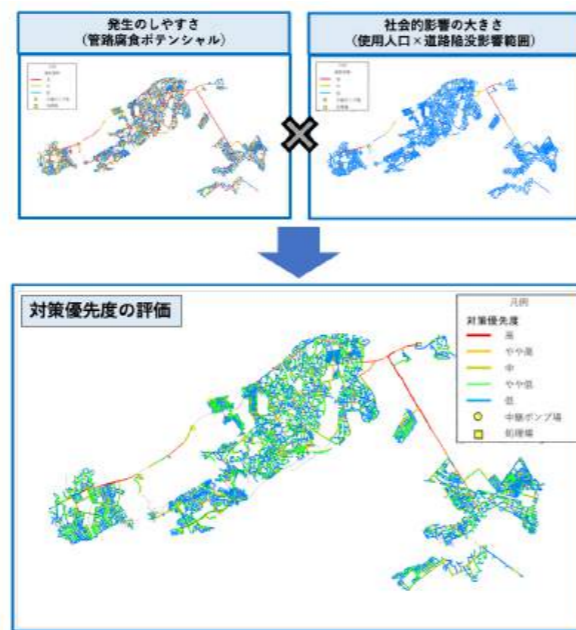 発生のしやすさ
（管路腐食ポテンシャル）
社会的影響の大きさ
（使用人口×道路陥没影響範囲）
対策優先度の評価
凡例
対策優先度
高
やや高
中
やや低
低
中継ポンプ場
処理場